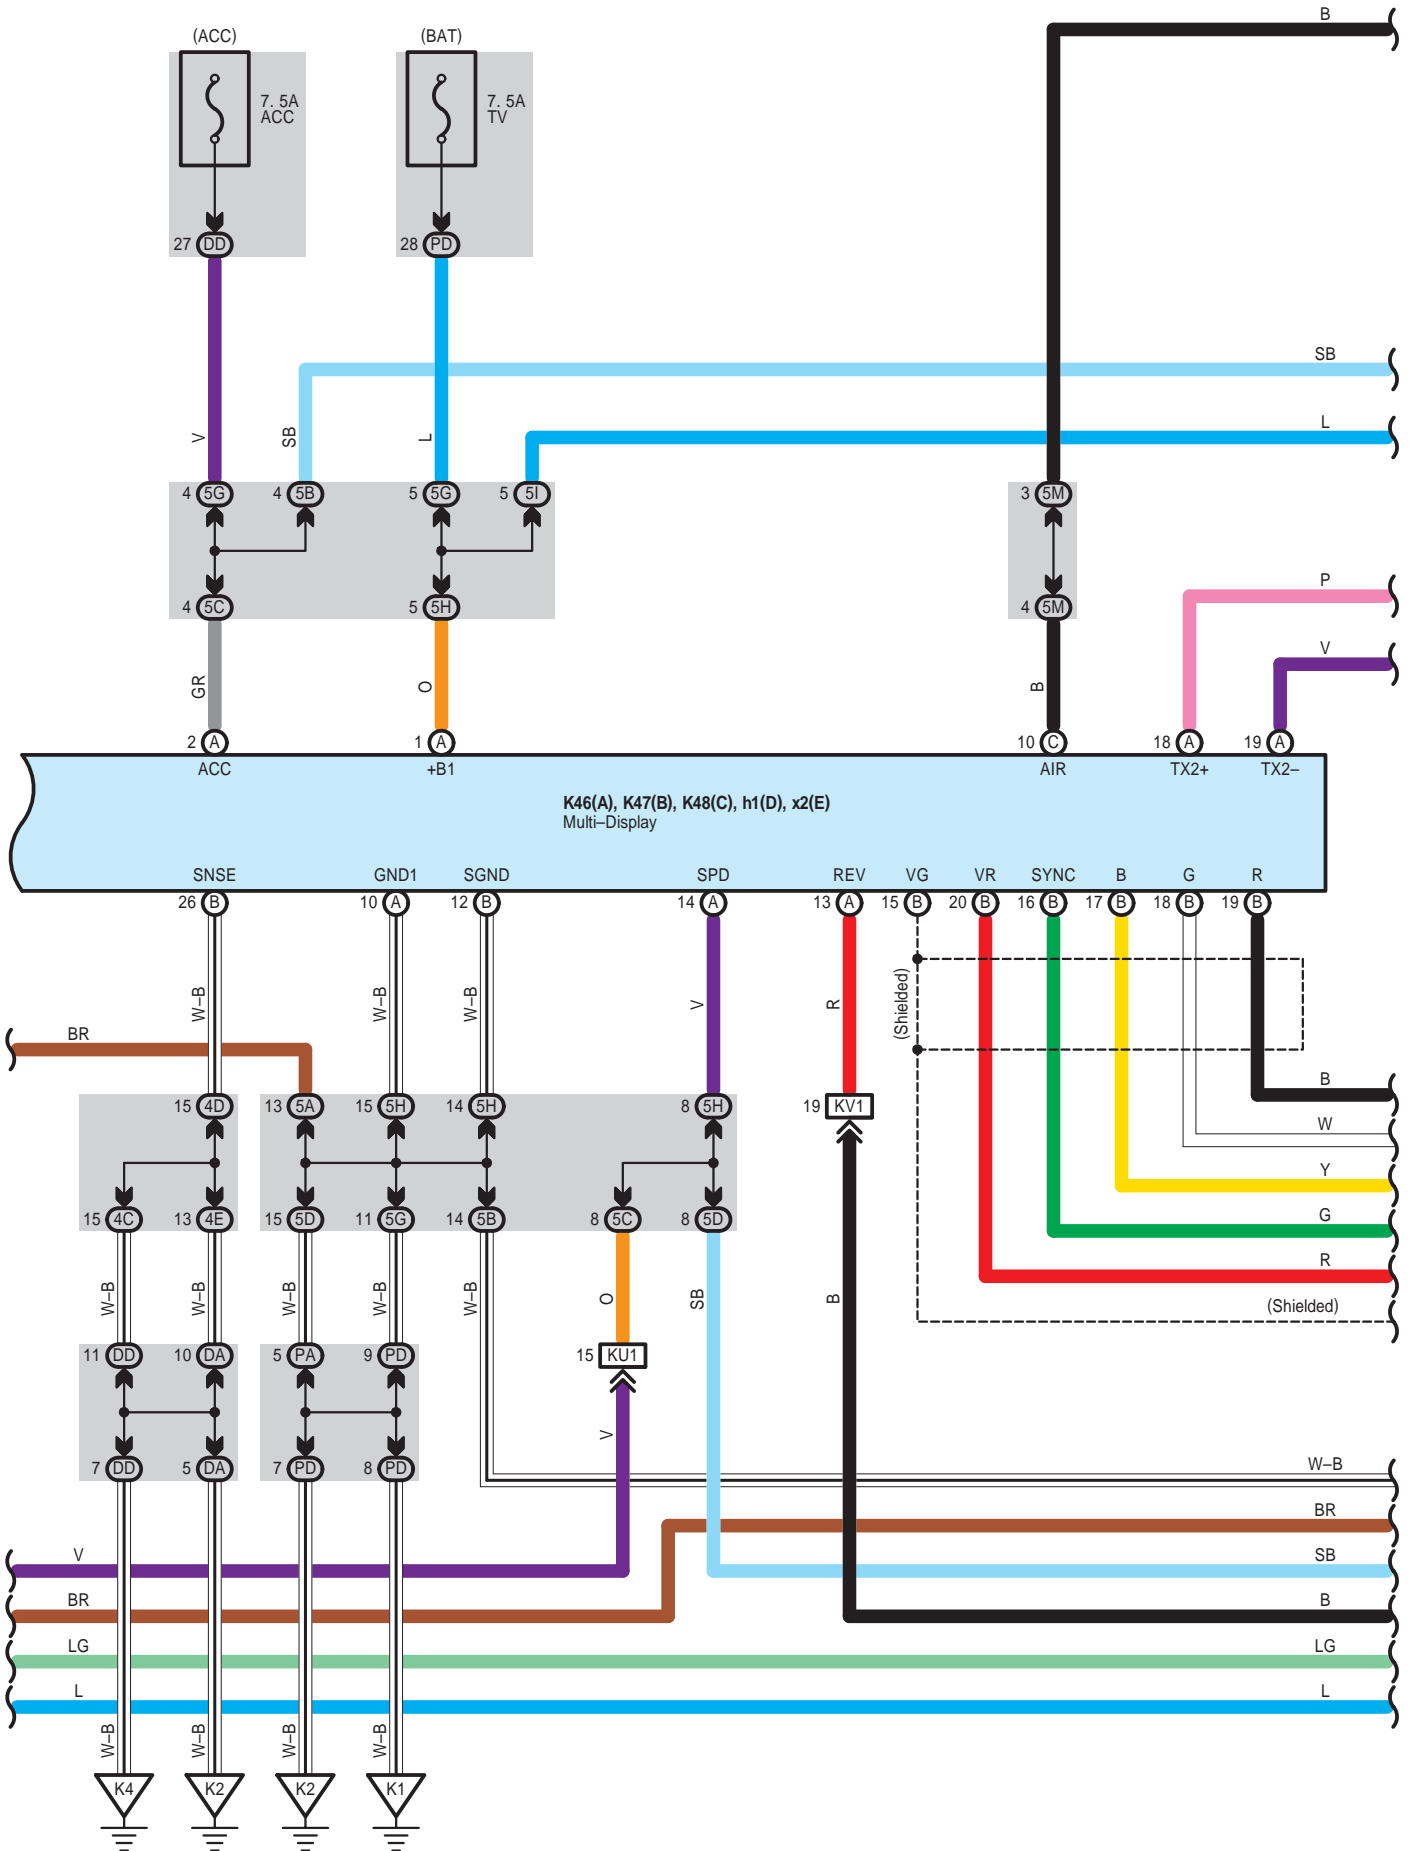 B
(ACC)
(BAT)
7. 5A
ACC
7. 5A
TV
27 DD
28 PD
SB
L
V
SB
L
4 5G
4 5B
5 5G
5 5I
3 5M
4 5C
5 5H
4 5M
P
V
GR
O
B
2 A
1 A
10 C
18 A
19 A
ACC
+B1
AIR
TX2+
TX2–
K46(A), K47(B), K48(C), h1(D), x2(E)
Multi–Display
SNSE
GND1
SGND
SPD
REV
VG
VR
SYNC
B
G
R
26 B
10 A
12 B
14 A
13 A
15 B
20 B
16 B
17 B
18 B
19 B
W–B
W–B
W–B
V
R
(Shielded)
BR
B
15 4D
13 5A
15 5H
14 5H
8 5H
19 KV1
W
Y
15 4C
13 4E
15 5D
11 5G
14 5B
8 5C
8 5D
G
R
W–B
W–B
W–B
W–B
W–B
O
SB
B
(Shielded)
11 DD
10 DA
5 PA
9 PD
15 KU1
V
7 DD
5 DA
7 PD
8 PD
W–B
BR
V
SB
BR
B
LG
LG
L
L
W–B
W–B
W–B
W–B
K4
K2
K2
K1